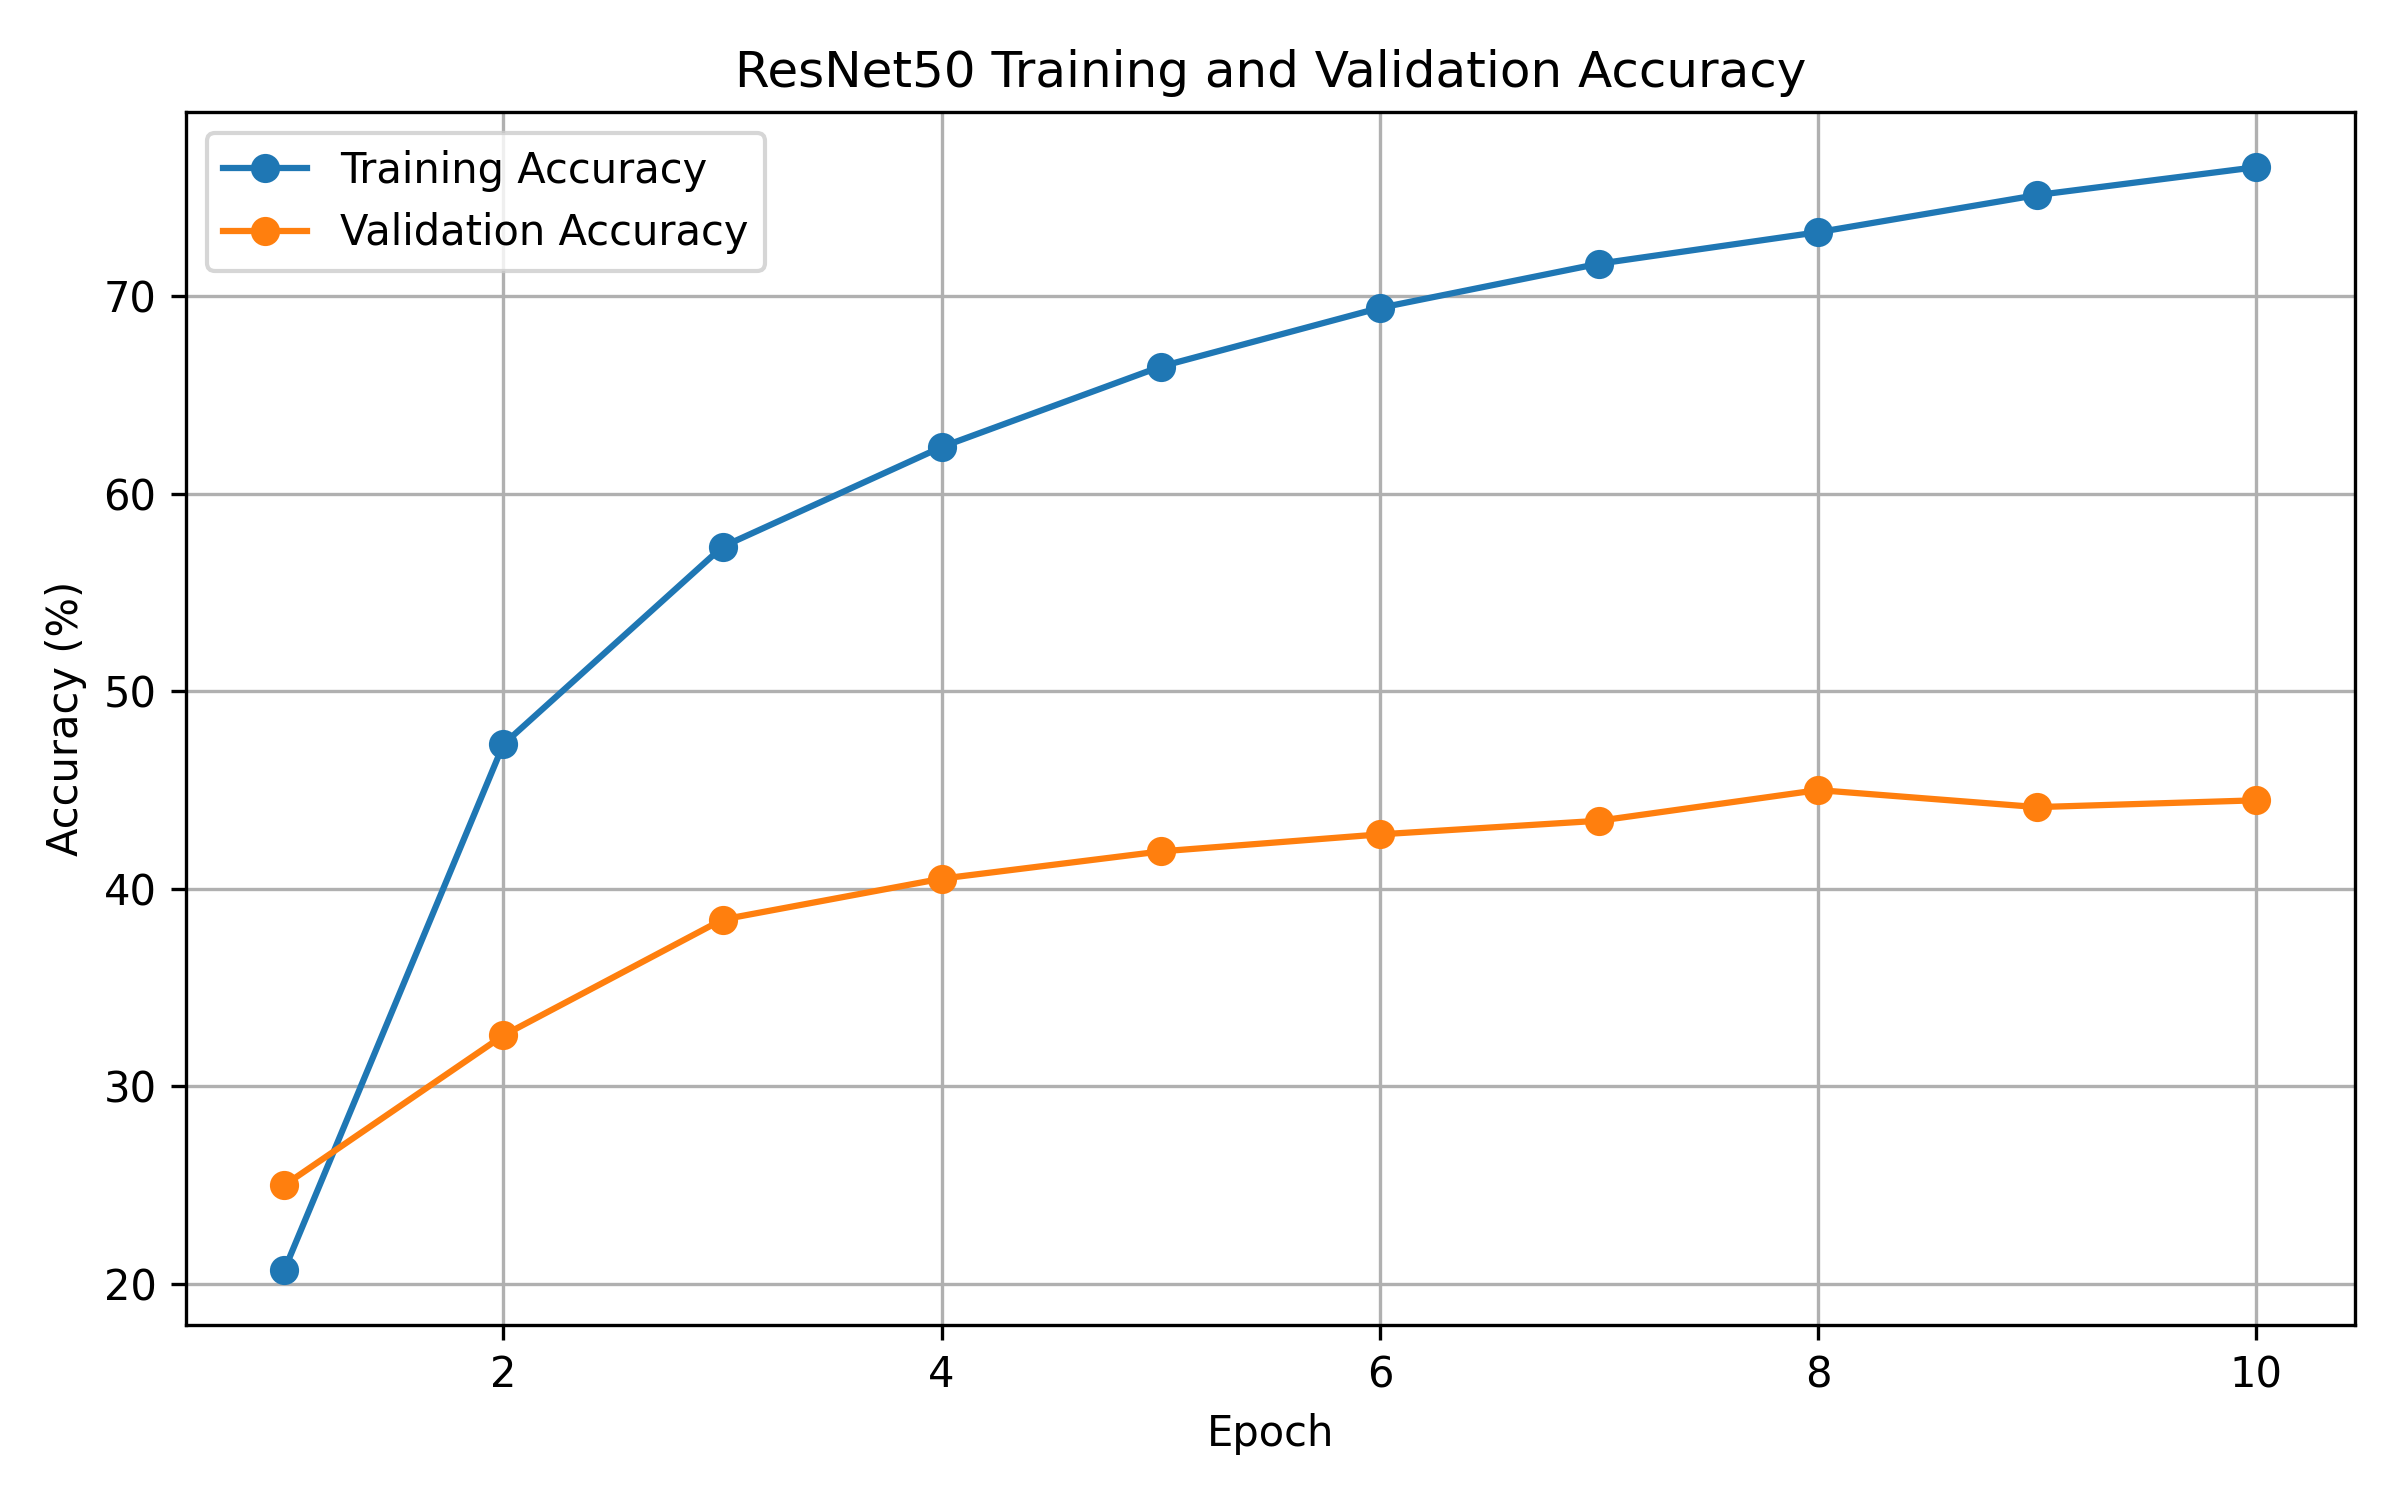 ResNet50 Training and Validation Accuracy
Training Accuracy
Validation Accuracy
Accuracy (%)
70
60
50
40
30
20
2 4 6 8 10
Epoch